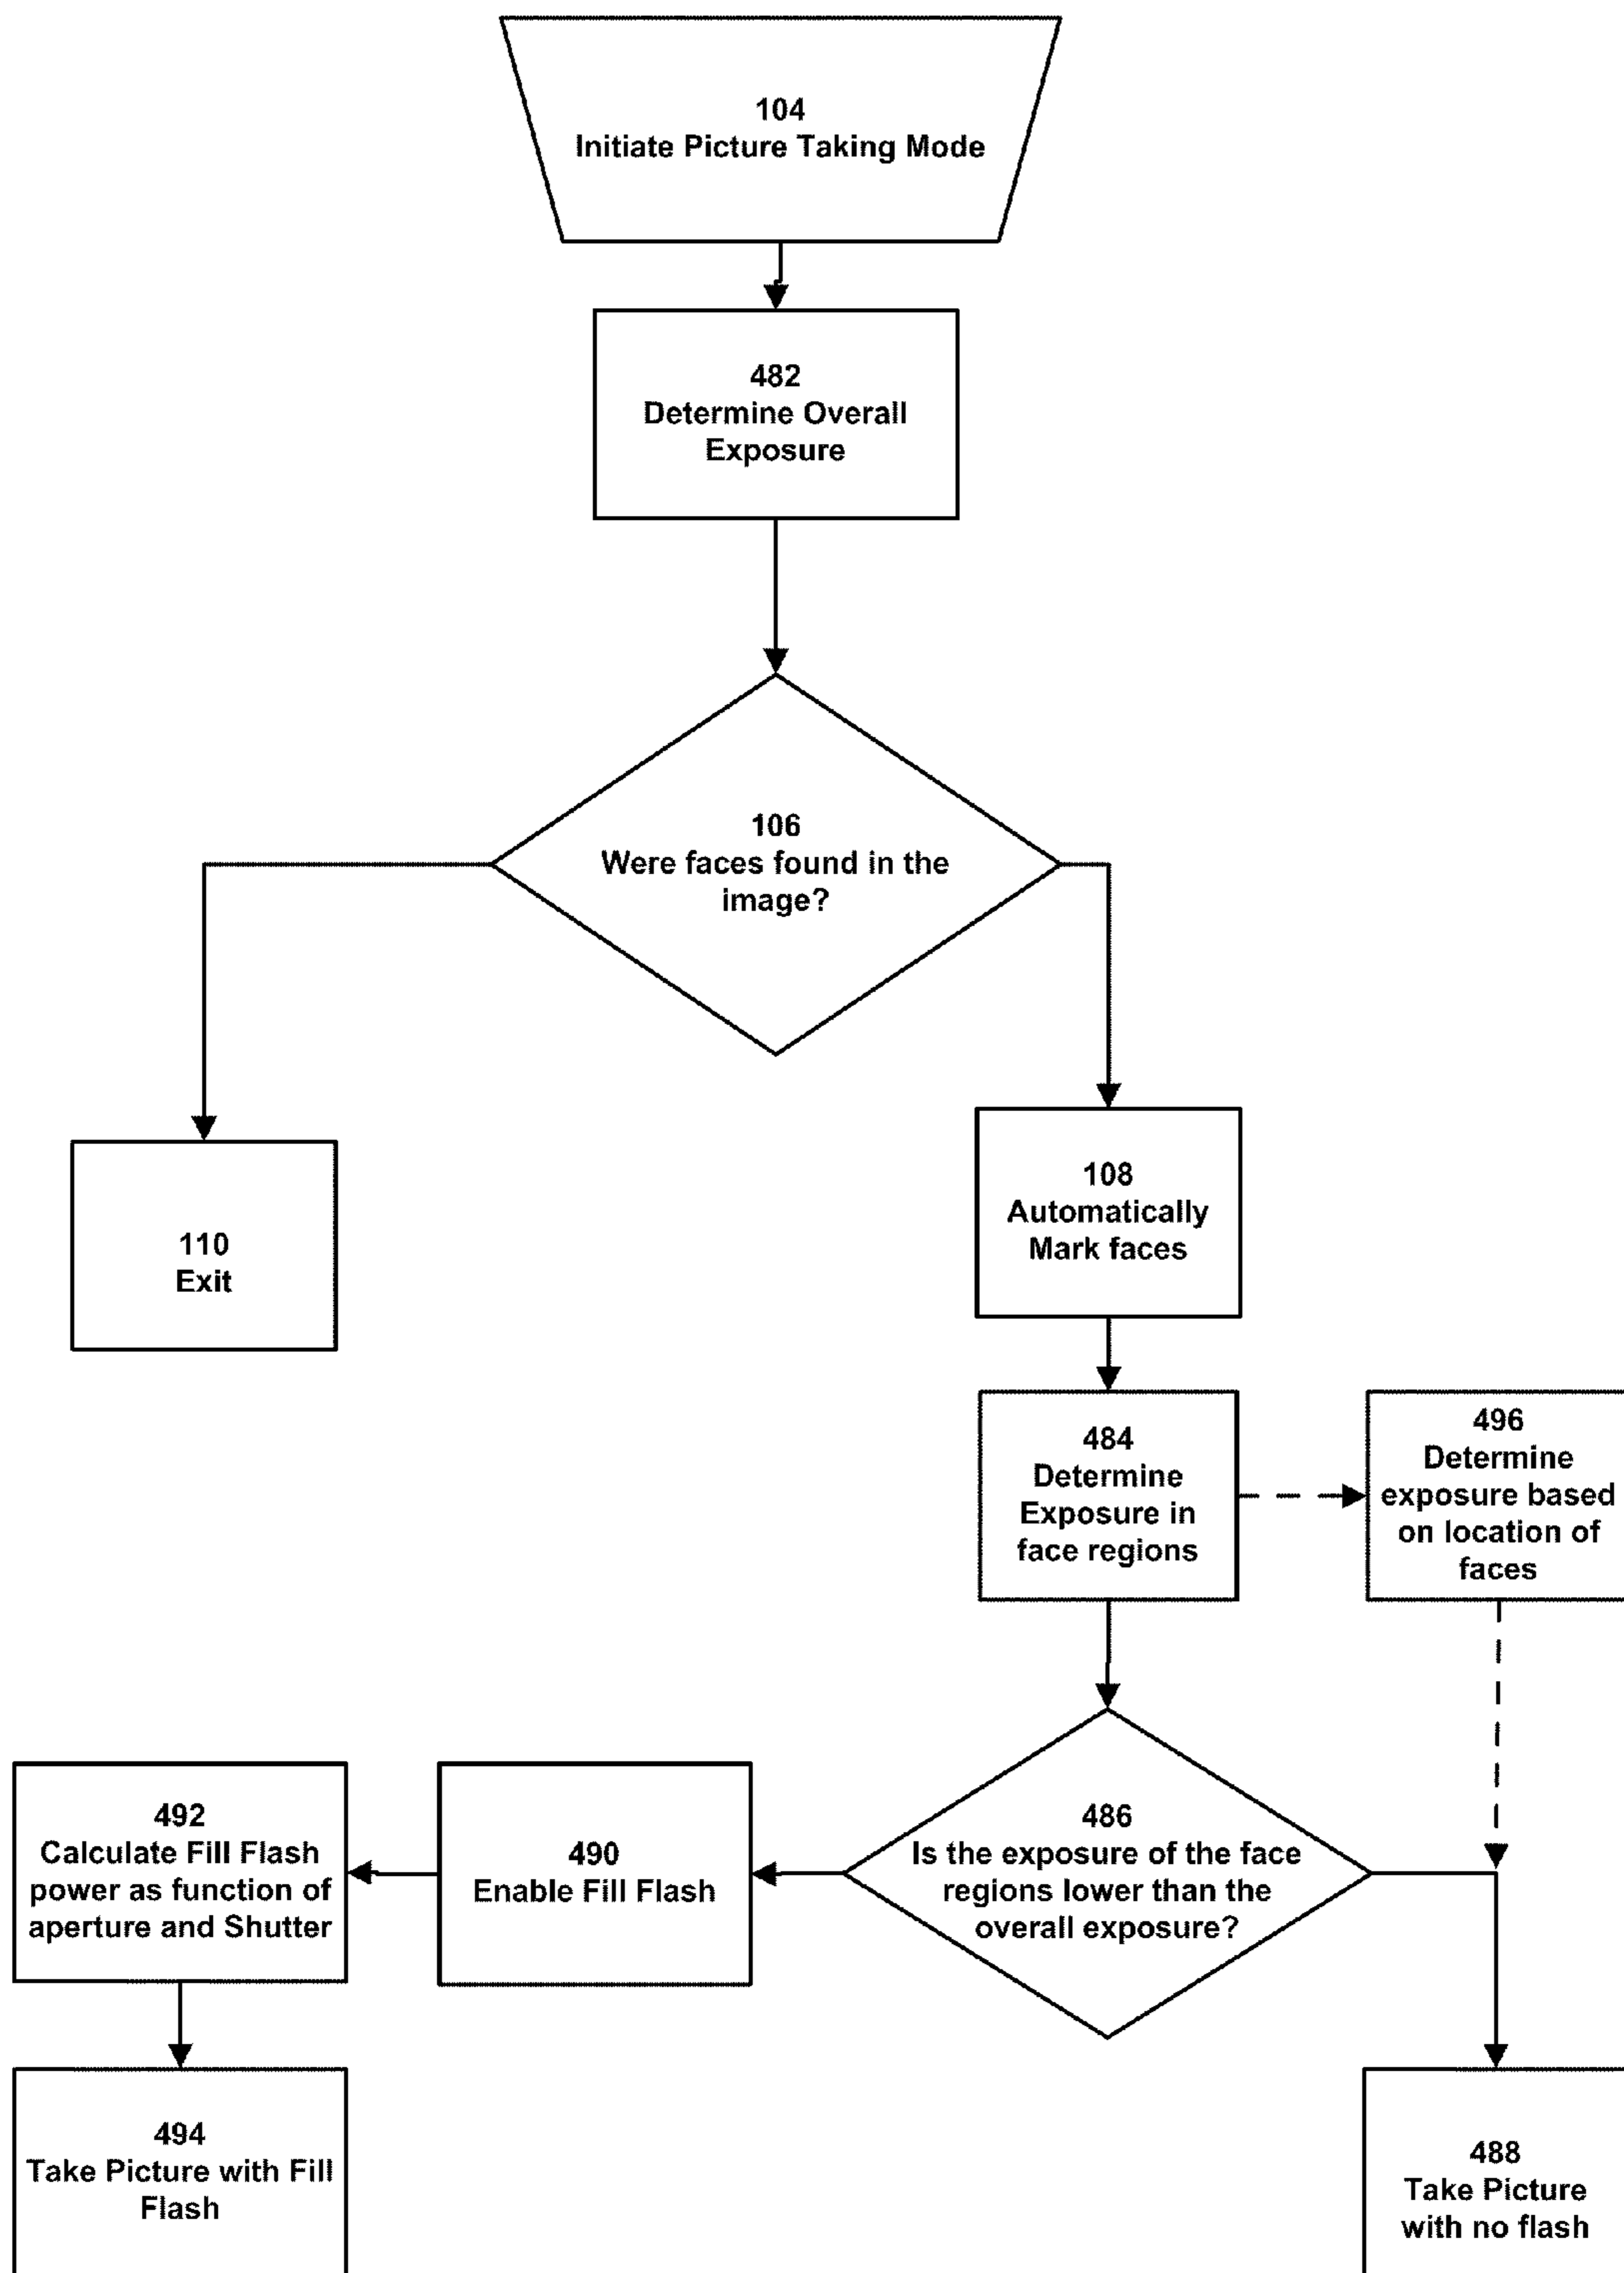 104
Initiate Picture Taking Mode
482
Determine Overall
Exposure
106
Were faces found in the
image?
110
Exit
108
Automatically
Mark faces
484
Determine
Exposure in
face regions
496
Determine
exposure based
on location of
faces
486
Is the exposure of the face
regions lower than the
overall exposure?
490
Enable Fill Flash
492
Calculate Fill Flash
power as function of
aperture and Shutter
494
Take Picture with Fill
Flash
488
Take Picture
with no flash